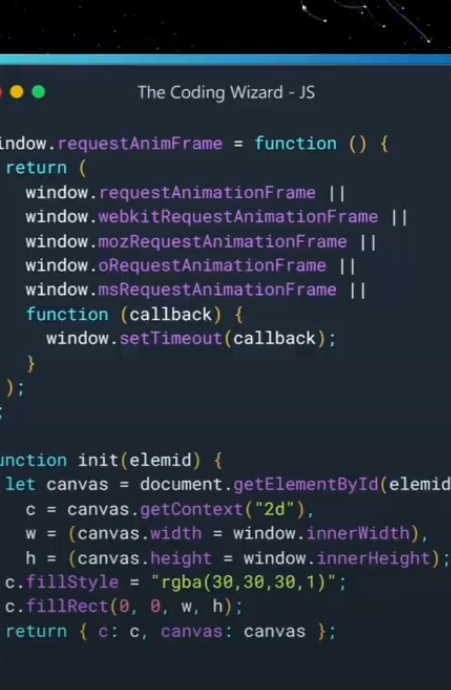 The Coding Wizard - JS
indow.requestAnimFrame = function () {
return (
window.requestAnimationFrame ||
window.webkitRequestAnimationFrame ||
window.mozRequestAnimationFrame ||
window.oRequestAnimationFrame ||
window.msRequestAnimationFrame ||
function (callback) {
window.setTimeout(callback);
}
);
;
unction init(elemid) {
let canvas = document.getElementById(elemid
c = canvas.getContext("2d"),
w = (canvas.width = window.innerWidth),
h = (canvas.height = window.innerHeight);
c.fillStyle = "rgba(30,30,30,1)";
c.fillRect(0, 0, w, h);
return { c: c, canvas: canvas };